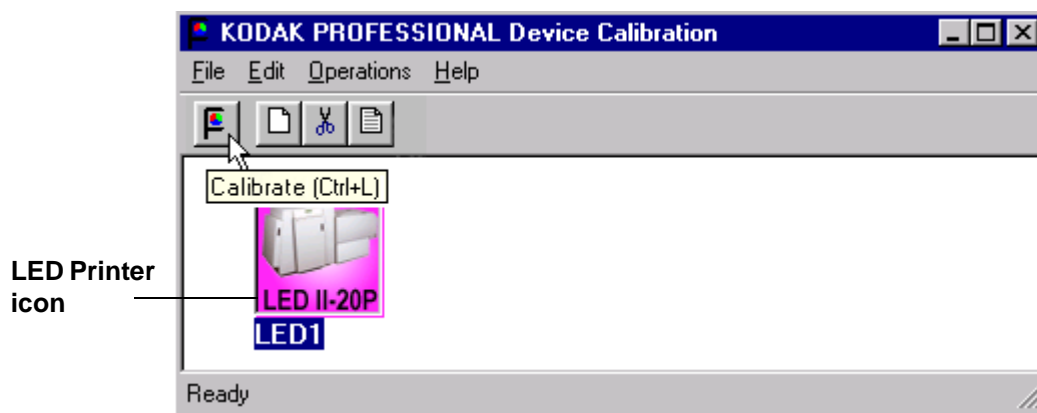 KODAK PROFESSIONAL Device Calibration
File Edit Operations Help
Calibrate (Ctrl+L)
LED Printer
icon
LED II-20P
LED1
Ready